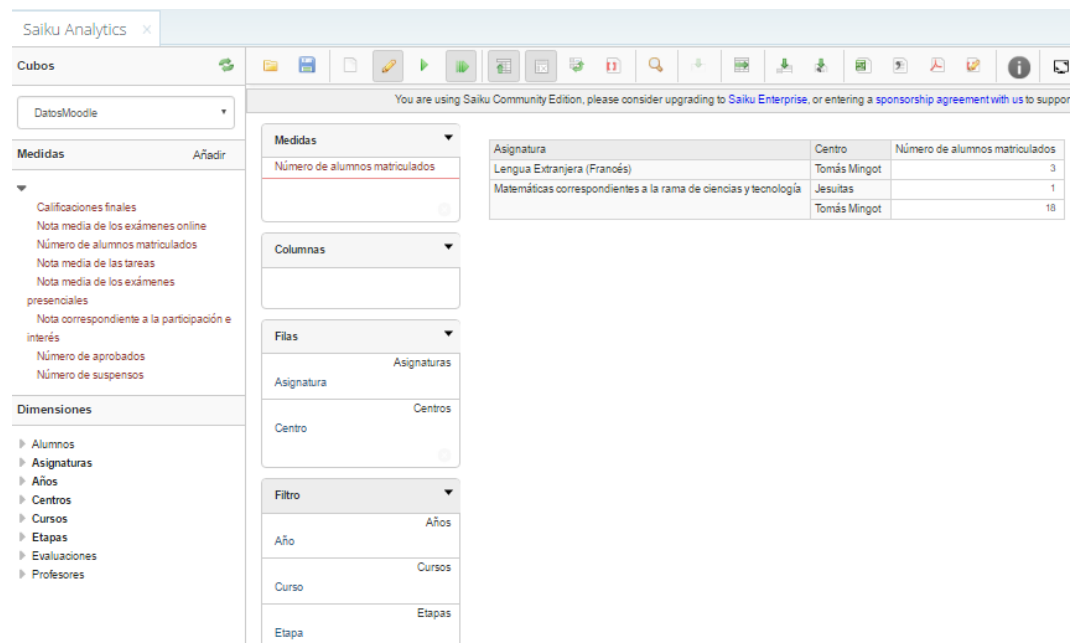 Saiku Analytics ×
Cubos
You are using Saiku Community Edition, please consider upgrading to Saiku Enterprise, or entering a sponsorship agreement with us to suppor
DatosMoodle
Medidas Añadir
Calificaciones finales
Nota media de los exámenes online
Número de alumnos matriculados
Nota media de las tareas
Nota media de los exámenes
presenciales
Nota correspondiente a la participación e
interés
Número de aprobados
Número de suspensos
Dimensiones
Alumnos
Asignaturas
Años
Centros
Cursos
Etapas
Evaluaciones
Profesores
Medidas
Número de alumnos matriculados
Columnas
Filas
Asignaturas
Asignatura
Centros
Centro
Filtro
Años
Año
Cursos
Curso
Etapas
Etapa
Asignatura Centro Número de alumnos matriculados
Lengua Extranjera (Francés) Tomás Mingot 3
Matemáticas correspondientes a la rama de ciencias y tecnología Jesuitas 1
Tomás Mingot 18